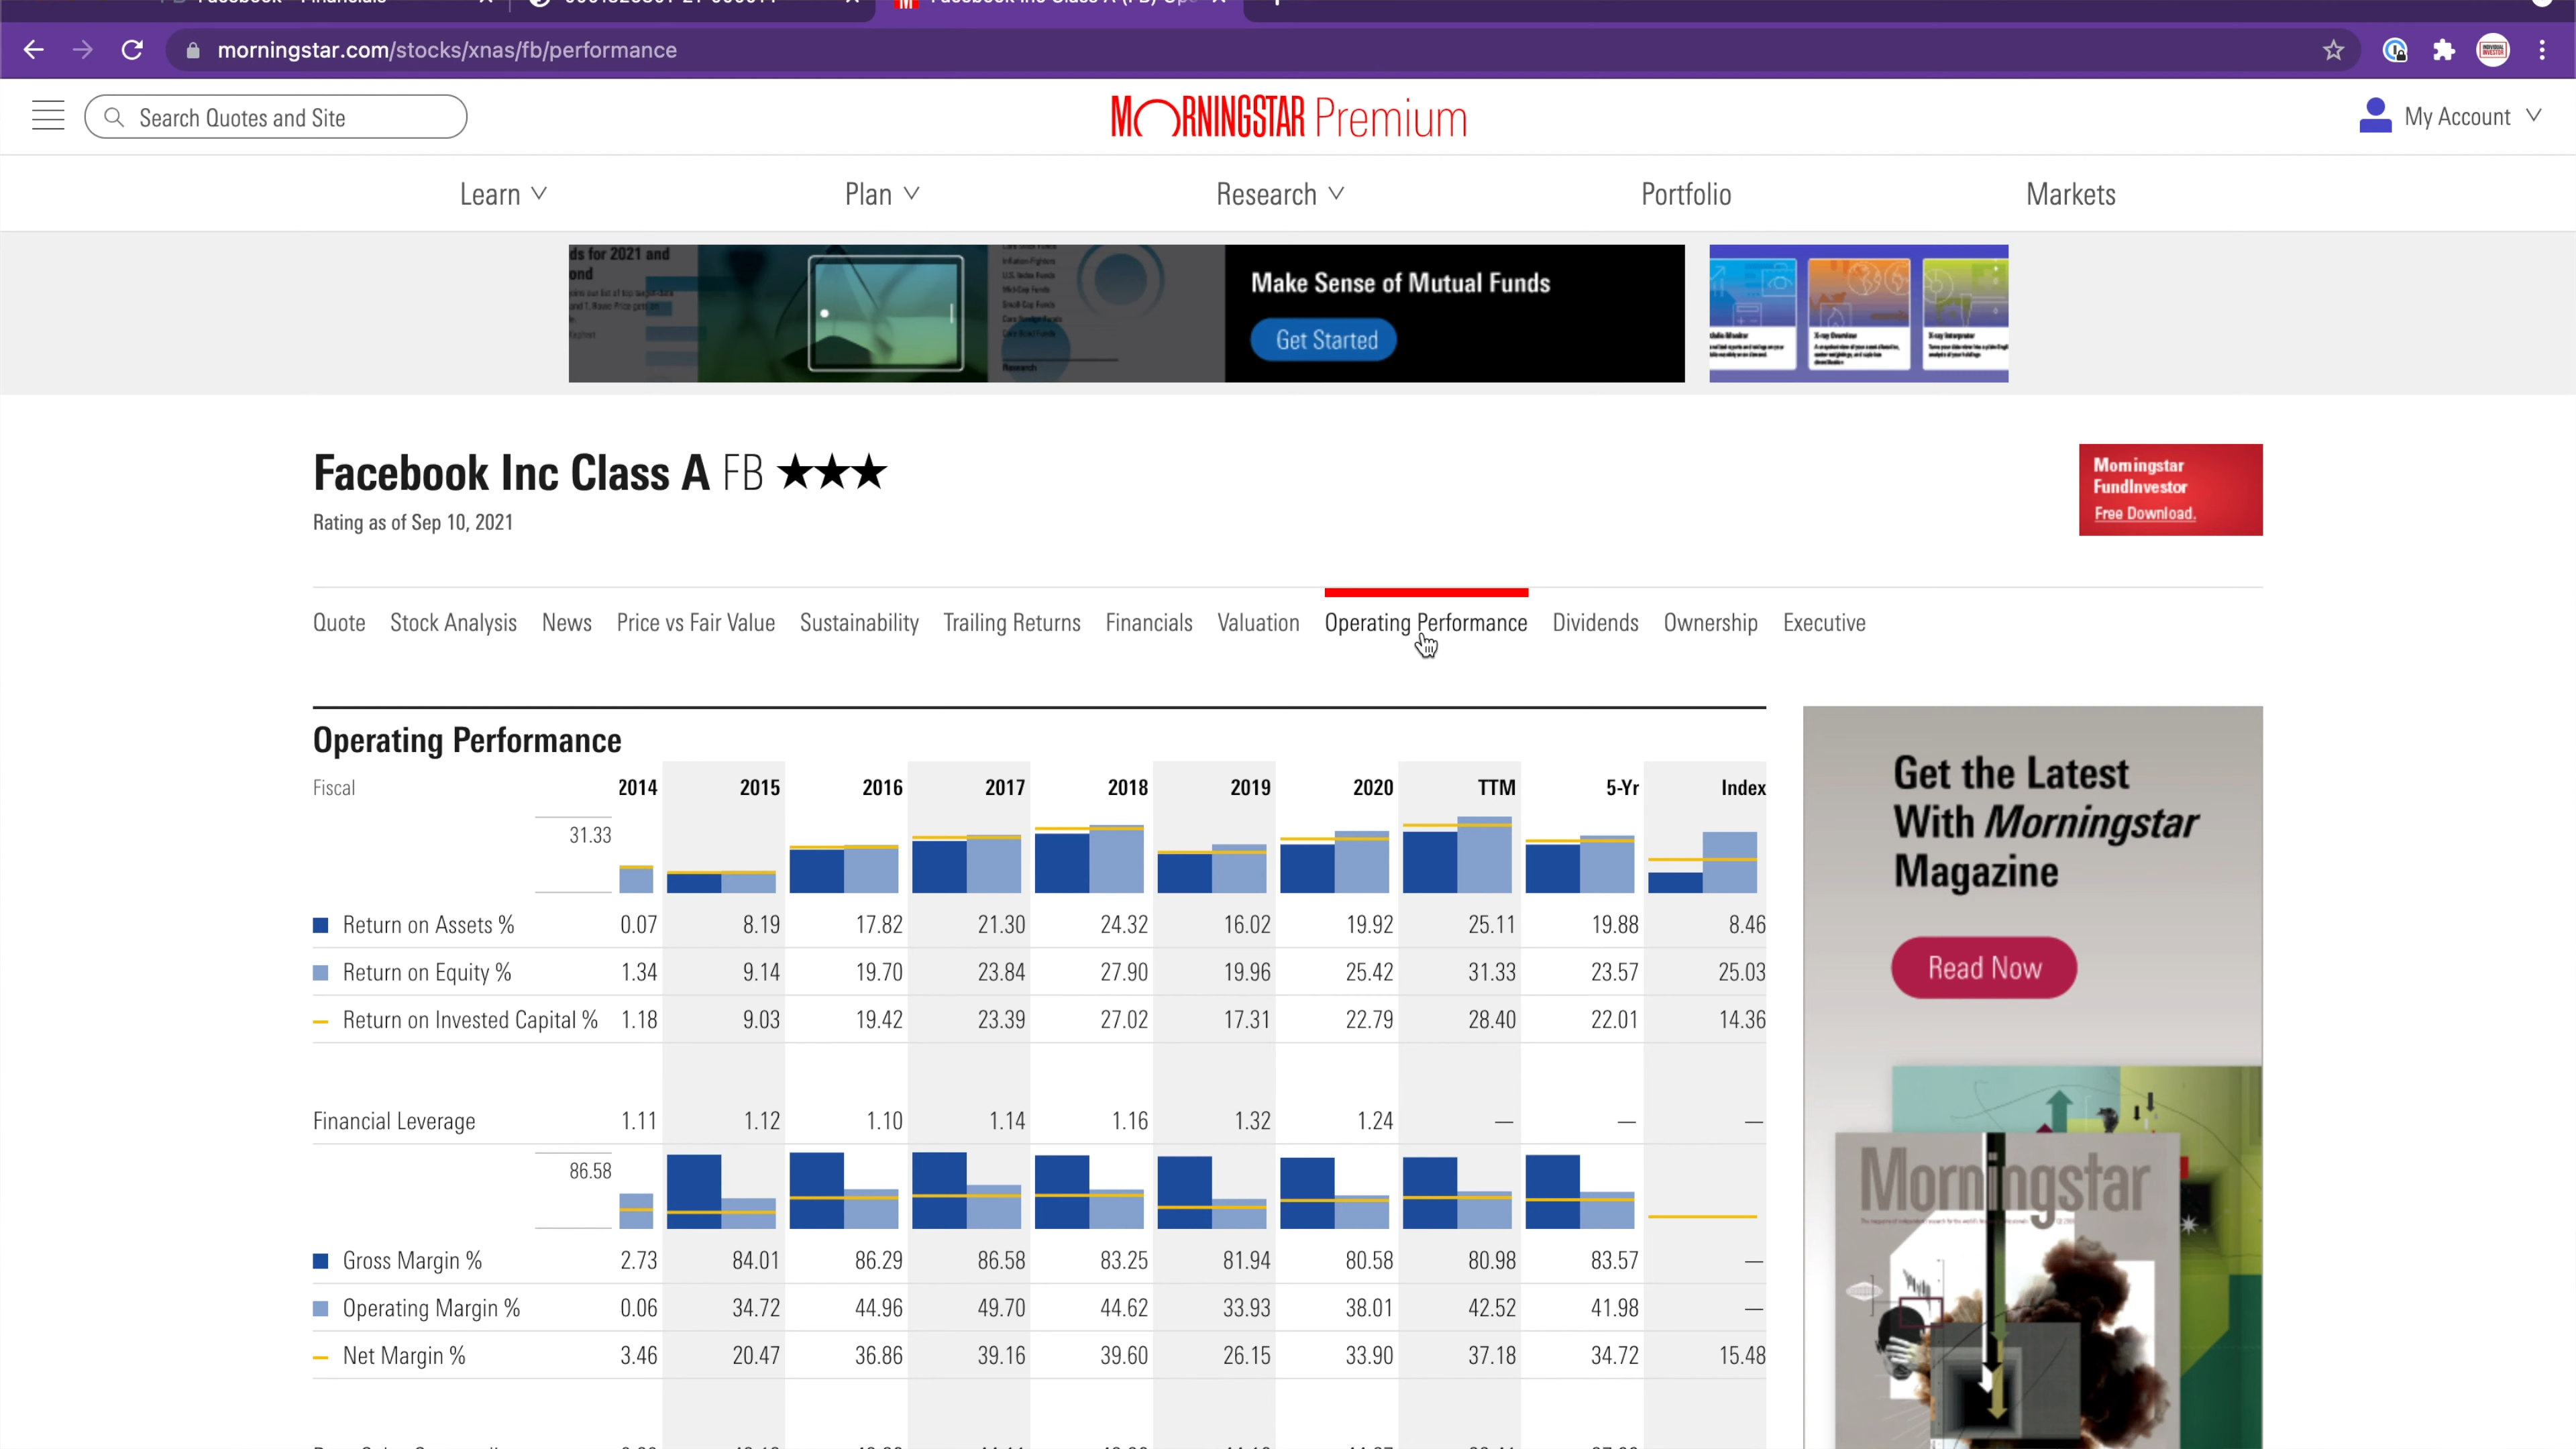 morningstar.com/stocks/xnas/fb/performance
Search Quotes and Site
MORNINGSTAR Premium
My Account
Learn Plan Research Portfolio Markets
ds for 2021 and
ond
Make Sense of Mutual Funds
Get Started
Research
Facebook Inc Class A FB ★★★
Rating as of Sep 10, 2021
Morningstar
FundInvestor
Free Download.
Quote Stock Analysis News Price vs Fair Value Sustainability Trailing Returns Financials Valuation Operating Performance Dividends Ownership Executive
Operating Performance
Fiscal 2014 2015 2016 2017 2018 2019 2020 TTM 5-Yr Index
31.33
Return on Assets % 0.07 8.19 17.82 21.30 24.32 16.02 19.92 25.11 19.88 8.46
Return on Equity % 1.34 9.14 19.70 23.84 27.90 19.96 25.42 31.33 23.57 25.03
Return on Invested Capital % 1.18 9.03 19.42 23.39 27.02 17.31 22.79 28.40 22.01 14.36
Financial Leverage 1.11 1.12 1.10 1.14 1.16 1.32 1.24 — — —
86.58
Gross Margin % 2.73 84.01 86.29 86.58 83.25 81.94 80.58 80.98 83.57 —
Operating Margin % 0.06 34.72 44.96 49.70 44.62 33.93 38.01 42.52 41.98 —
Net Margin % 3.46 20.47 36.86 39.16 39.60 26.15 33.90 37.18 34.72 15.48
Get the Latest
With Morningstar
Magazine
Read Now
Morningstar